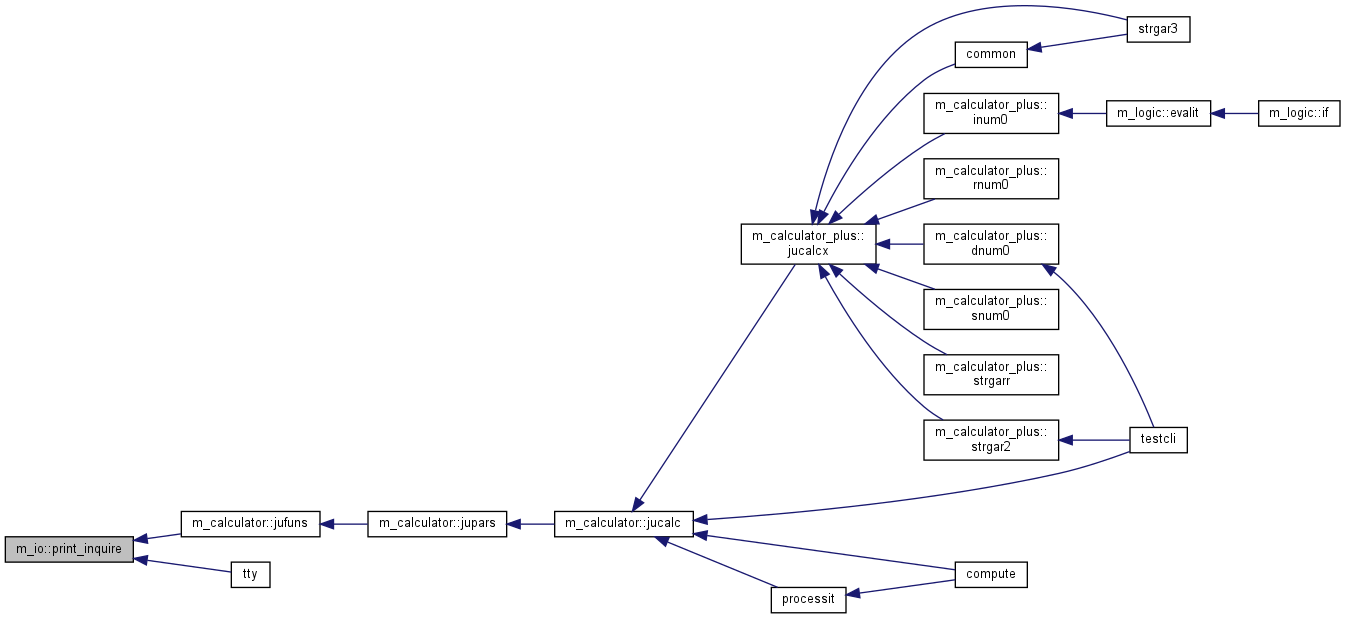 strgar3
common
m_calculator_plus::
inum0
m_logic::evalit
m_logic::if
m_calculator_plus::
rnum0
m_calculator_plus::
jucalcx
m_calculator_plus::
dnum0
m_calculator_plus::
snum0
m_calculator_plus::
strgarr
m_calculator_plus::
strgar2
testcli
m_calculator::jufuns
m_calculator::jupars
m_calculator::jucalc
m_io::print_inquire
tty
compute
processit